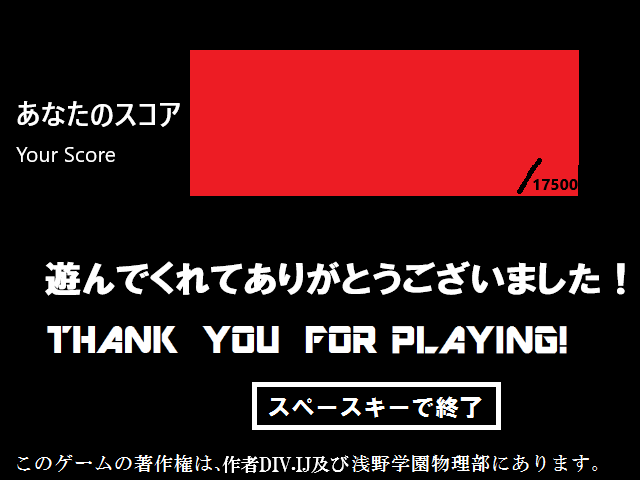 あなたのスコア
Your Score
/17500
遊んでくれてありがとうございました！
THANK YOU FOR PLAYING!
スペースキーで終了
このゲームの著作権は､作者DIV.IJ及び浅野学園物理部にあります。